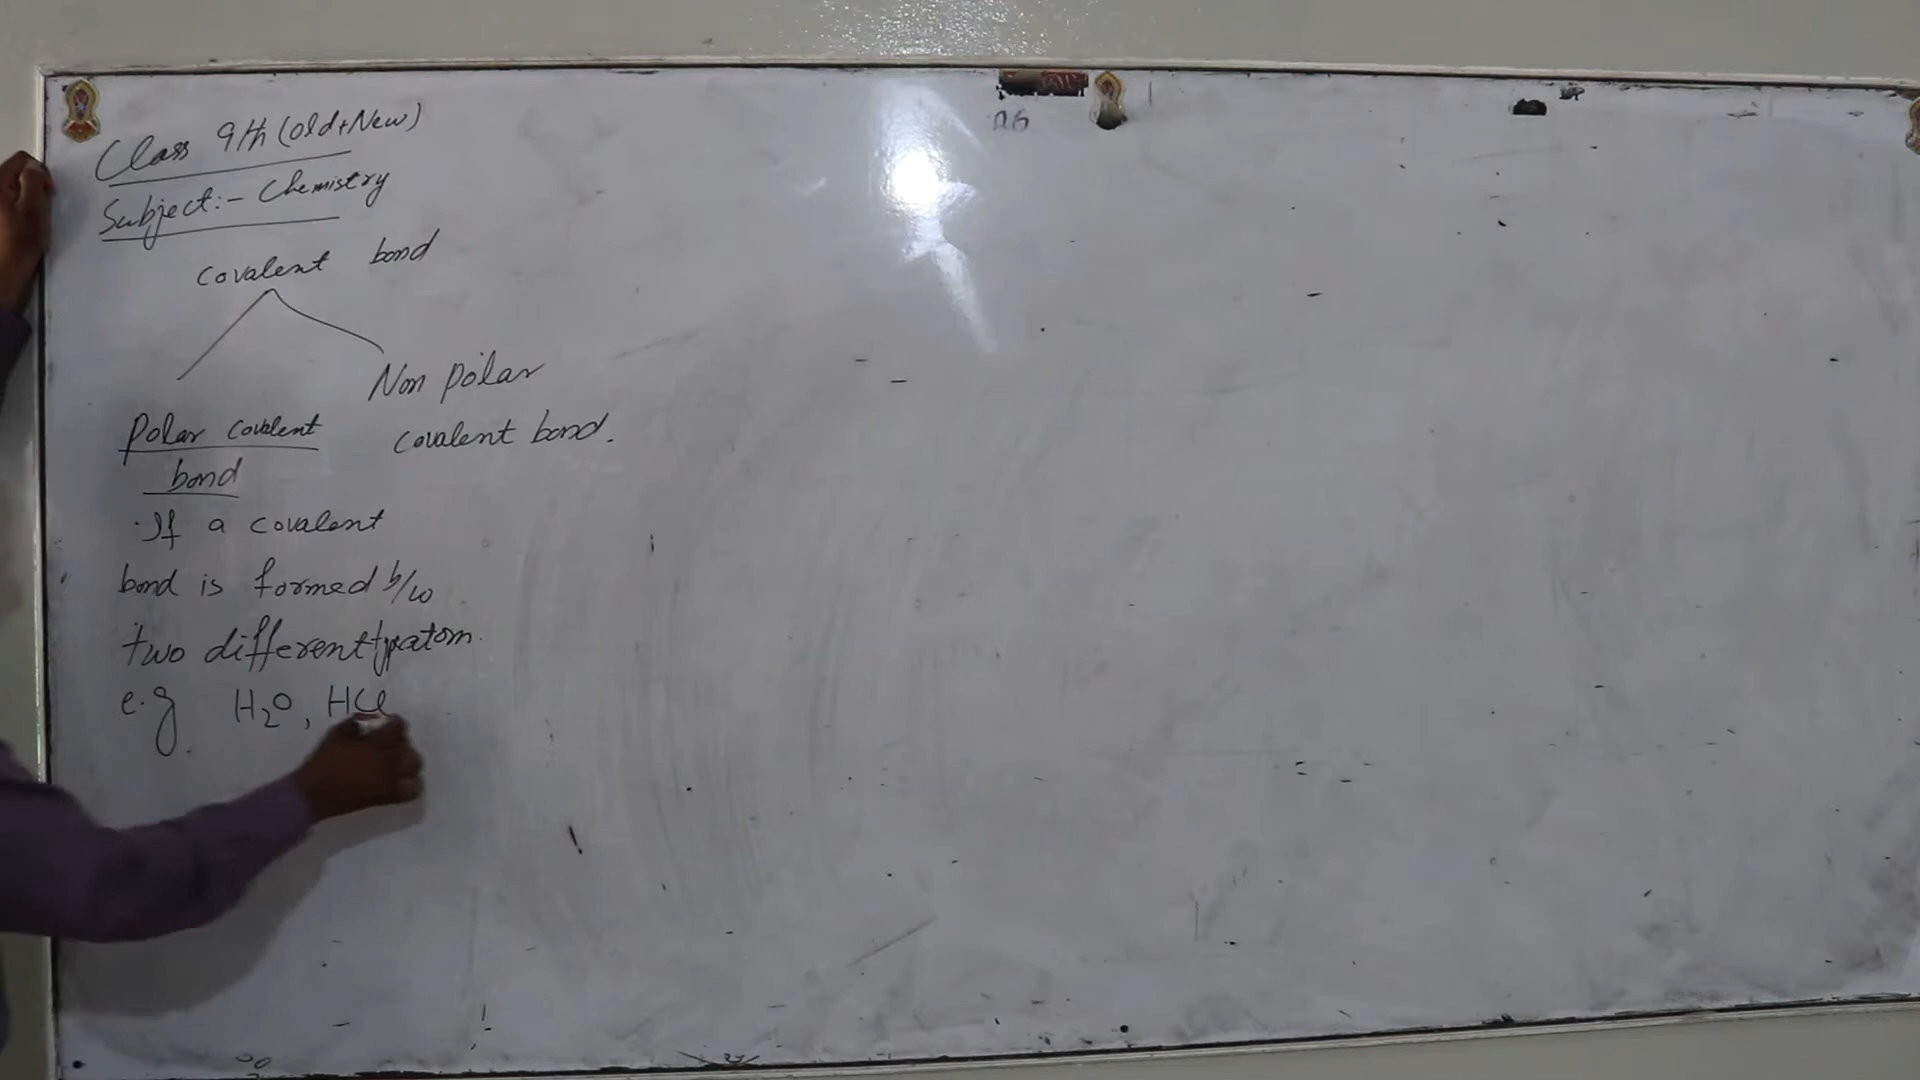 Class 9th (old+New)
Subject:- Chemistry
Covalent bond
Non polar
covalent bond.
Polar covalent
bond
.If a covalent
bond is formed b/w
two different type atom.
e.g H2O, HCl